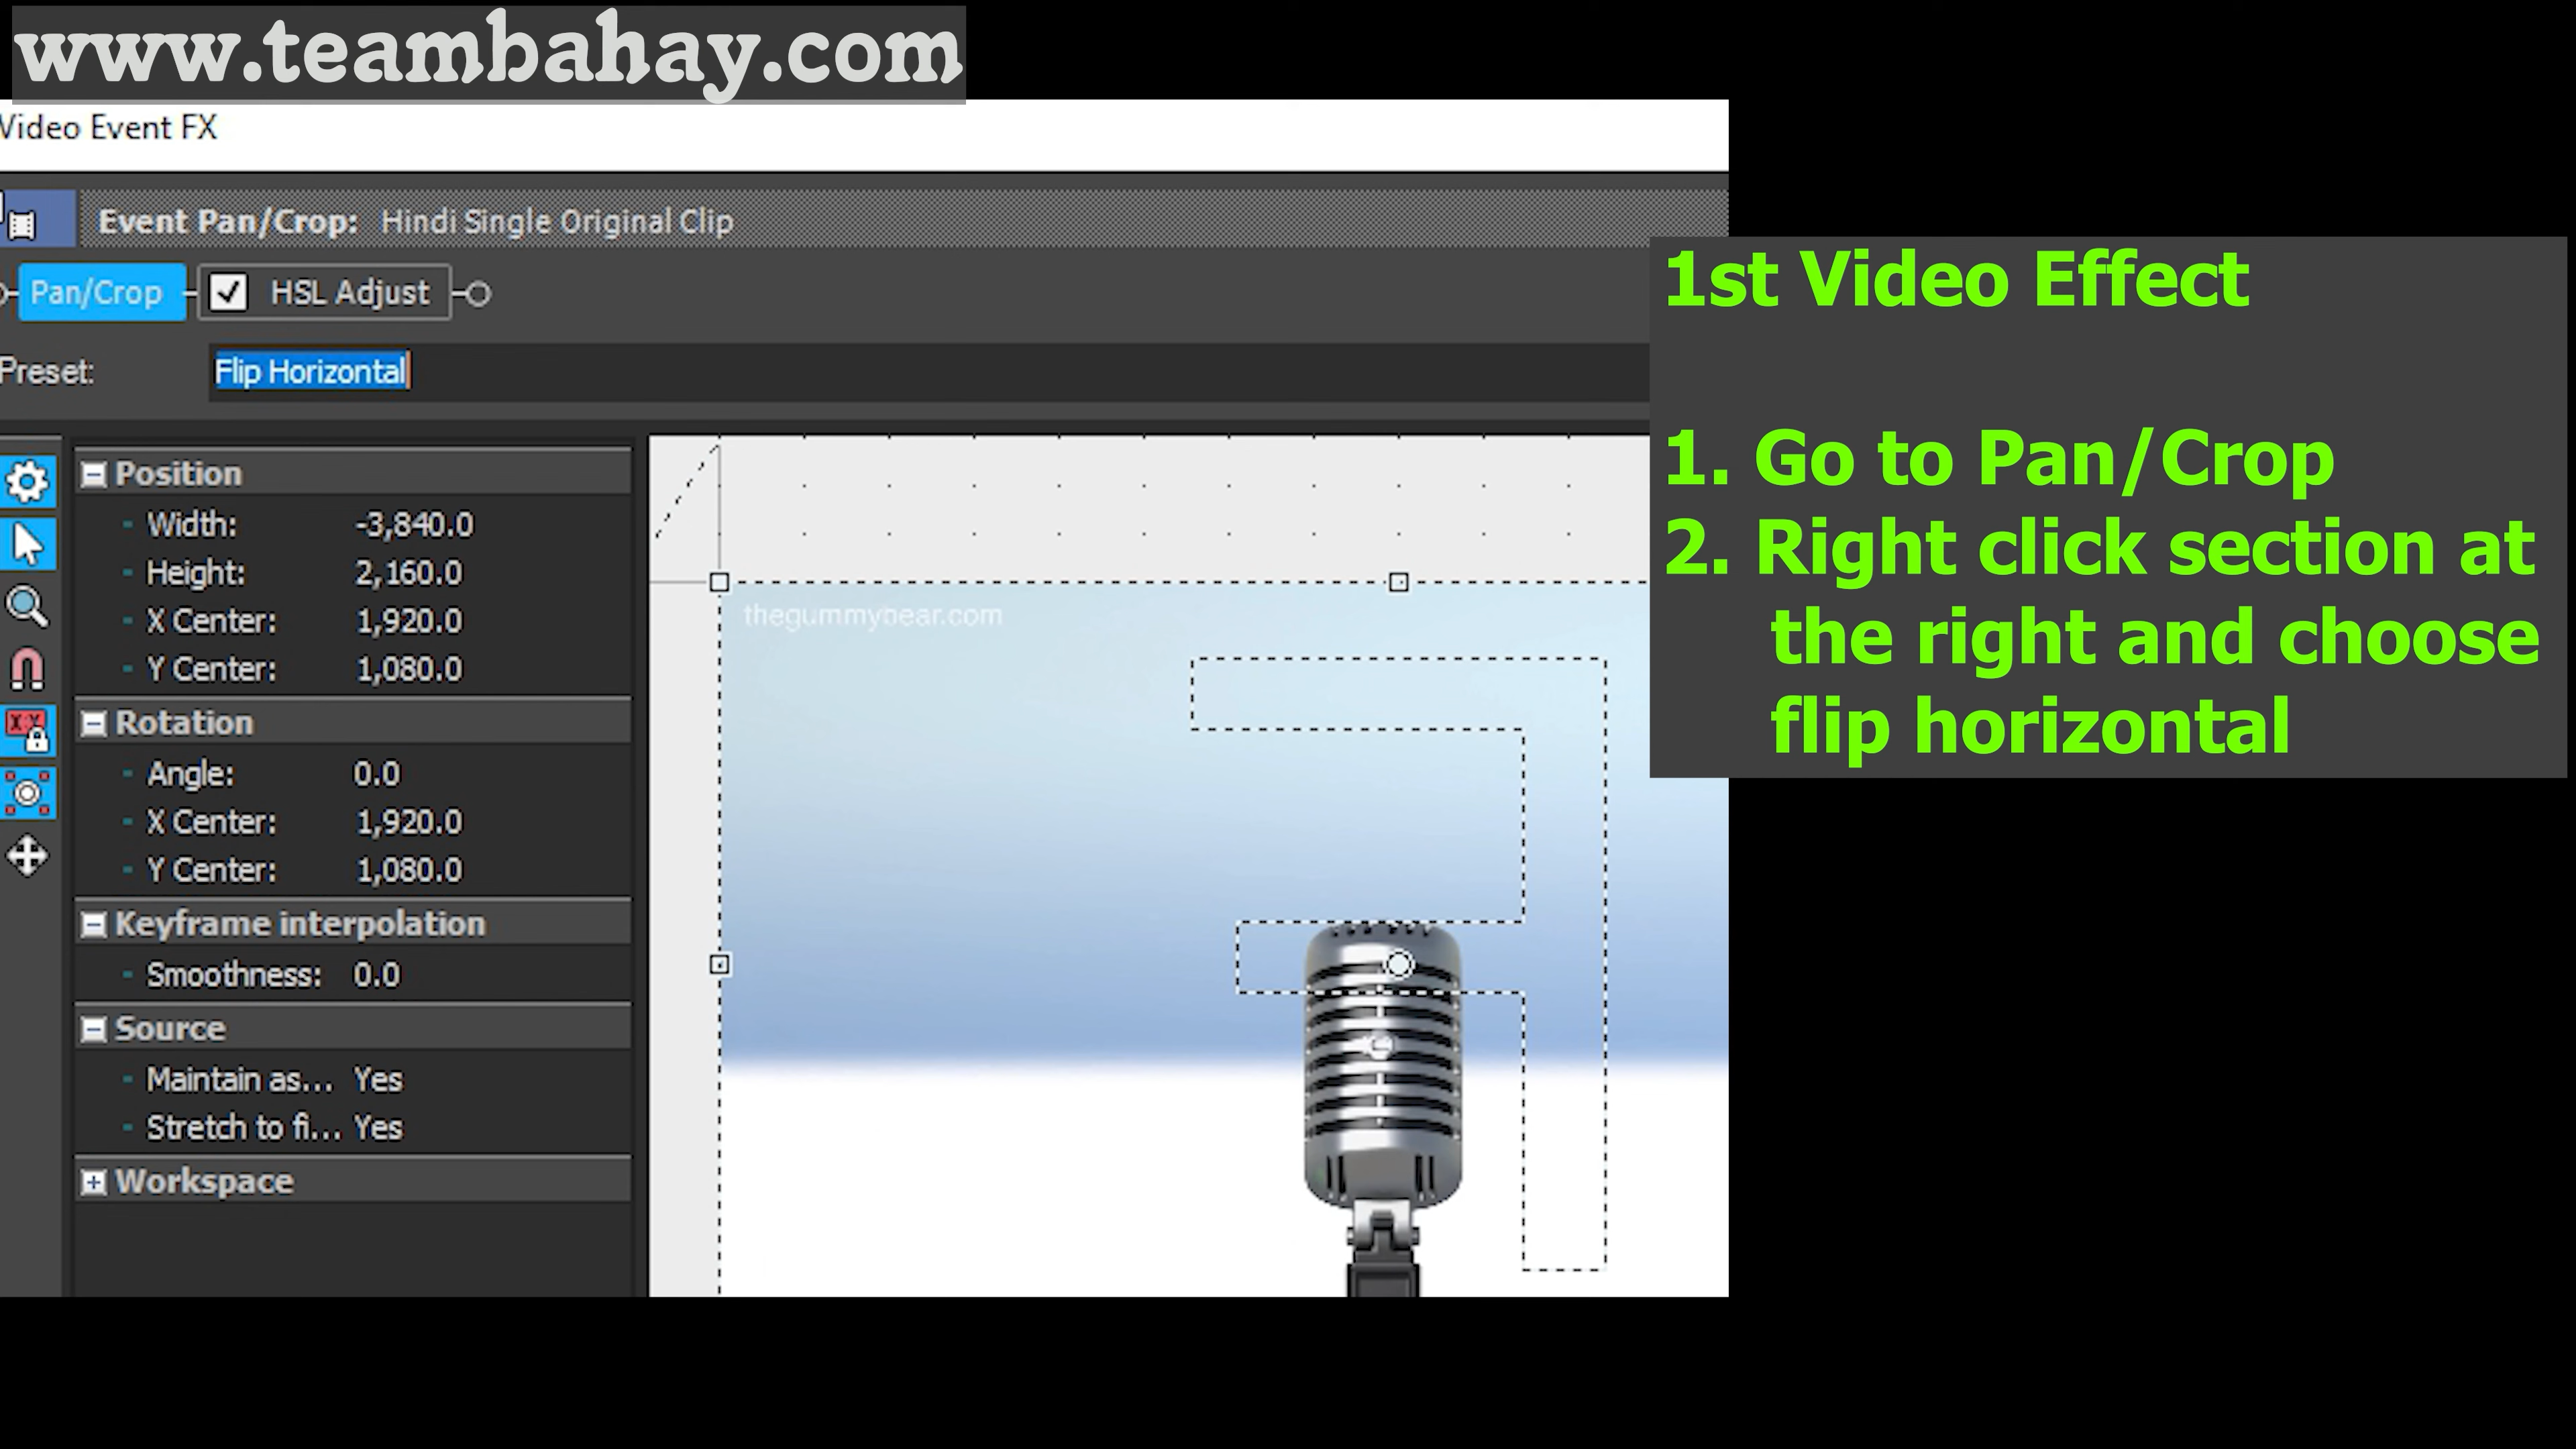 www.teambahay.com
Video Event FX
Event Pan/Crop: Hindi Single Original Clip
Pan/Crop HSL Adjust
Preset: Flip Horizontal
Position
Width: -3,840.0
Height: 2,160.0
X Center: 1,920.0
Y Center: 1,080.0
Rotation
Angle: 0.0
X Center: 1,920.0
Y Center: 1,080.0
Keyframe interpolation
Smoothness: 0.0
Source
Maintain as... Yes
Stretch to fi... Yes
Workspace
thegummybear.com
1st Video Effect
1. Go to Pan/Crop
2. Right click section at
the right and choose
flip horizontal